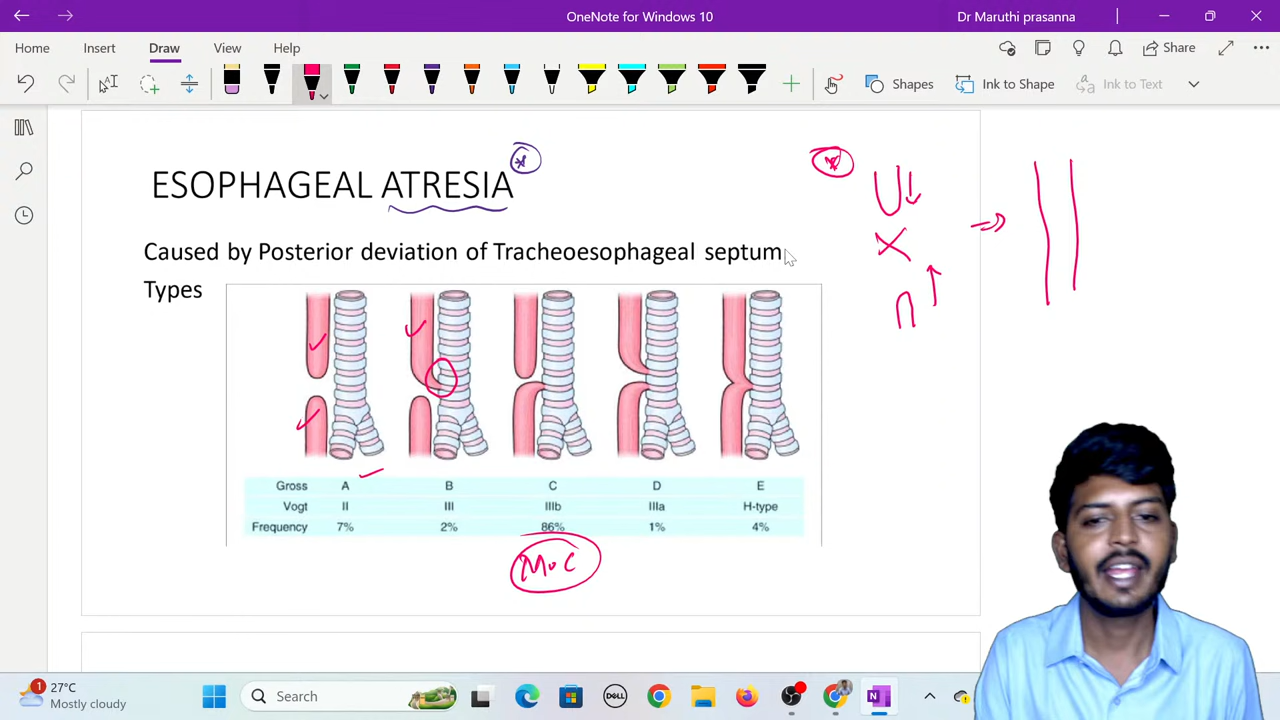 OneNote for Windows 10
Dr Maruthi prasanna
Home Insert Draw View Help
Share
Shapes
Ink to Shape
Ink to Text
ESOPHAGEAL ATRESIA
Caused by Posterior deviation of Tracheoesophageal septum
Types
Gross A B C D E
Vogt II III IIIb IIIa H-type
Frequency 7% 2% 86% 1% 4%
M.C
27°C
Mostly cloudy
1
Search
DELL